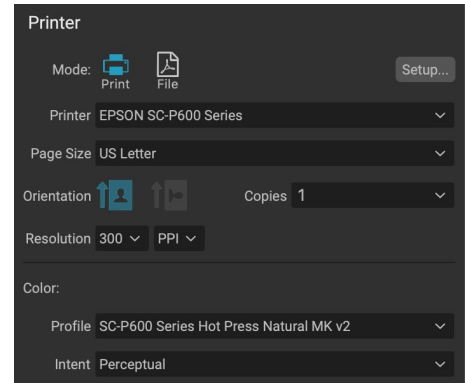 Printer
Mode: Print File Setup...
Printer EPSON SC-P600 Series
Page Size US Letter
Orientation Copies 1
Resolution 300 PPI
Color:
Profile SC-P600 Series Hot Press Natural MK v2
Intent Perceptual